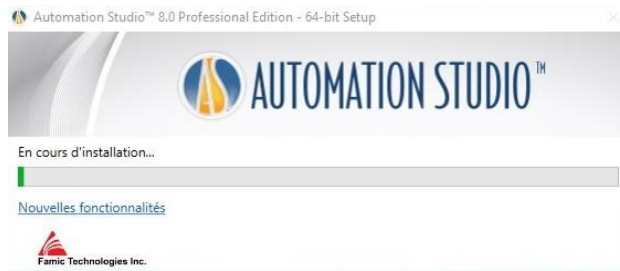 Automation Studio™ 8.0 Professional Edition - 64-bit Setup
AUTOMATION STUDIO™
En cours d'installation...
Nouvelles fonctionnalités
Famic Technologies Inc.